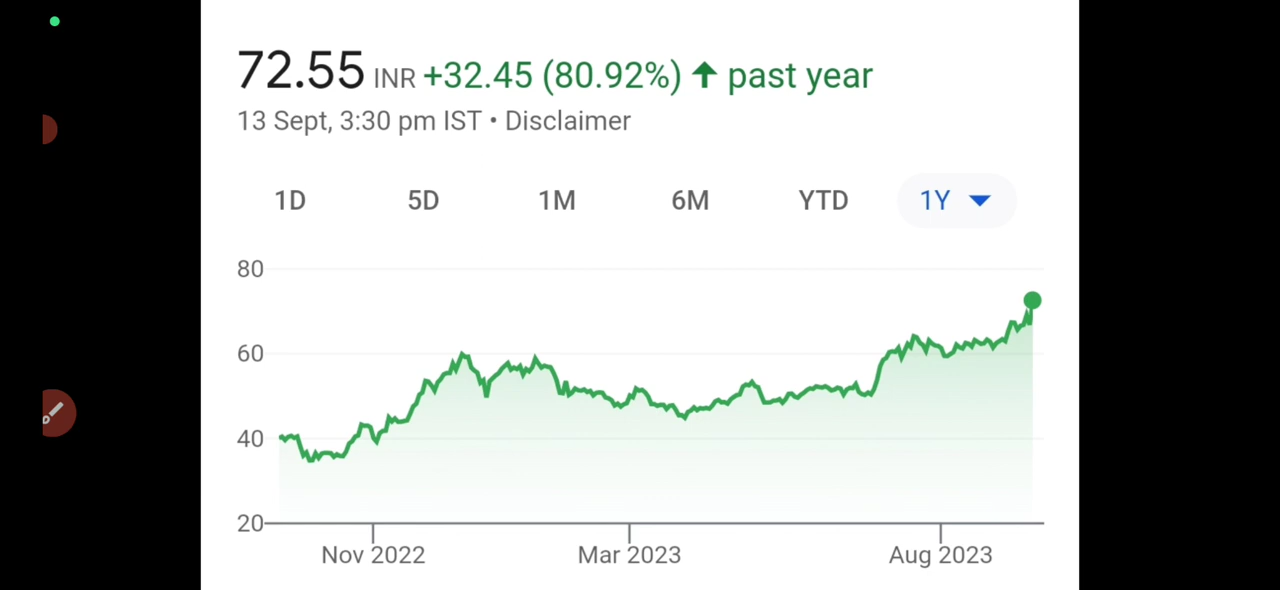 72.55 INR +32.45 (80.92%) ↑ past year
13 Sept, 3:30 pm IST • Disclaimer
1D 5D 1M 6M YTD 1Y
80
60
40
20
Nov 2022 Mar 2023 Aug 2023